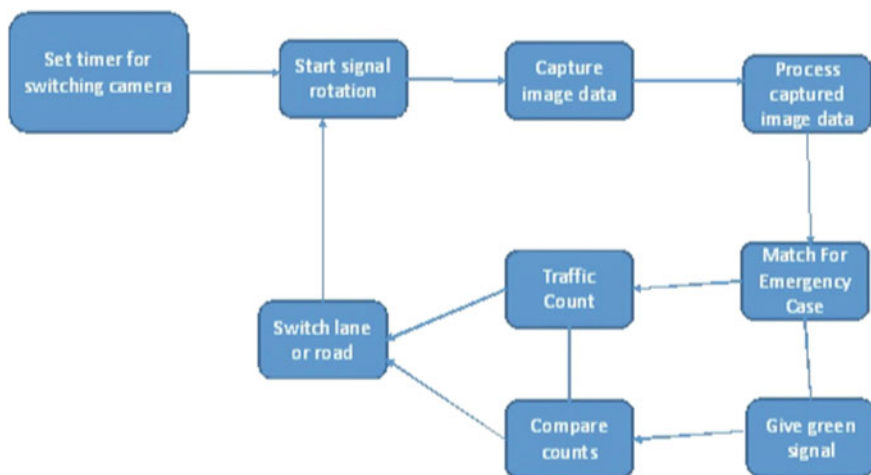 Set timer for
switching camera
Start signal
rotation
Capture
image data
Process
captured
image data
Match For
Emergency
Case
Traffic
Count
Switch lane
or road
Compare
counts
Give green
signal